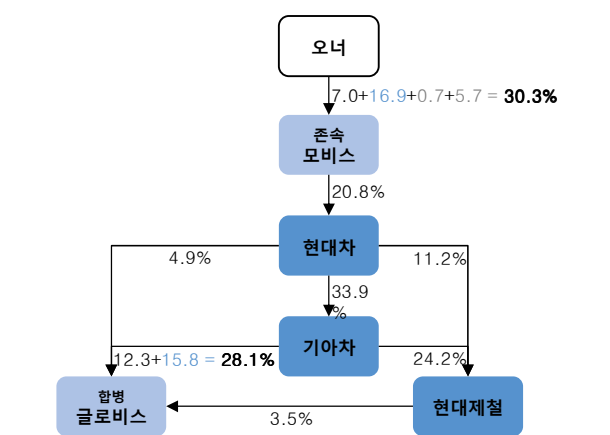 오너
7.0+16.9+0.7+5.7 = 30.3%
존속
모비스
20.8%
현대차
4.9%
11.2%
33.9
%
기아차
12.3+15.8 = 28.1%
24.2%
합병
글로비스
현대제철
3.5%